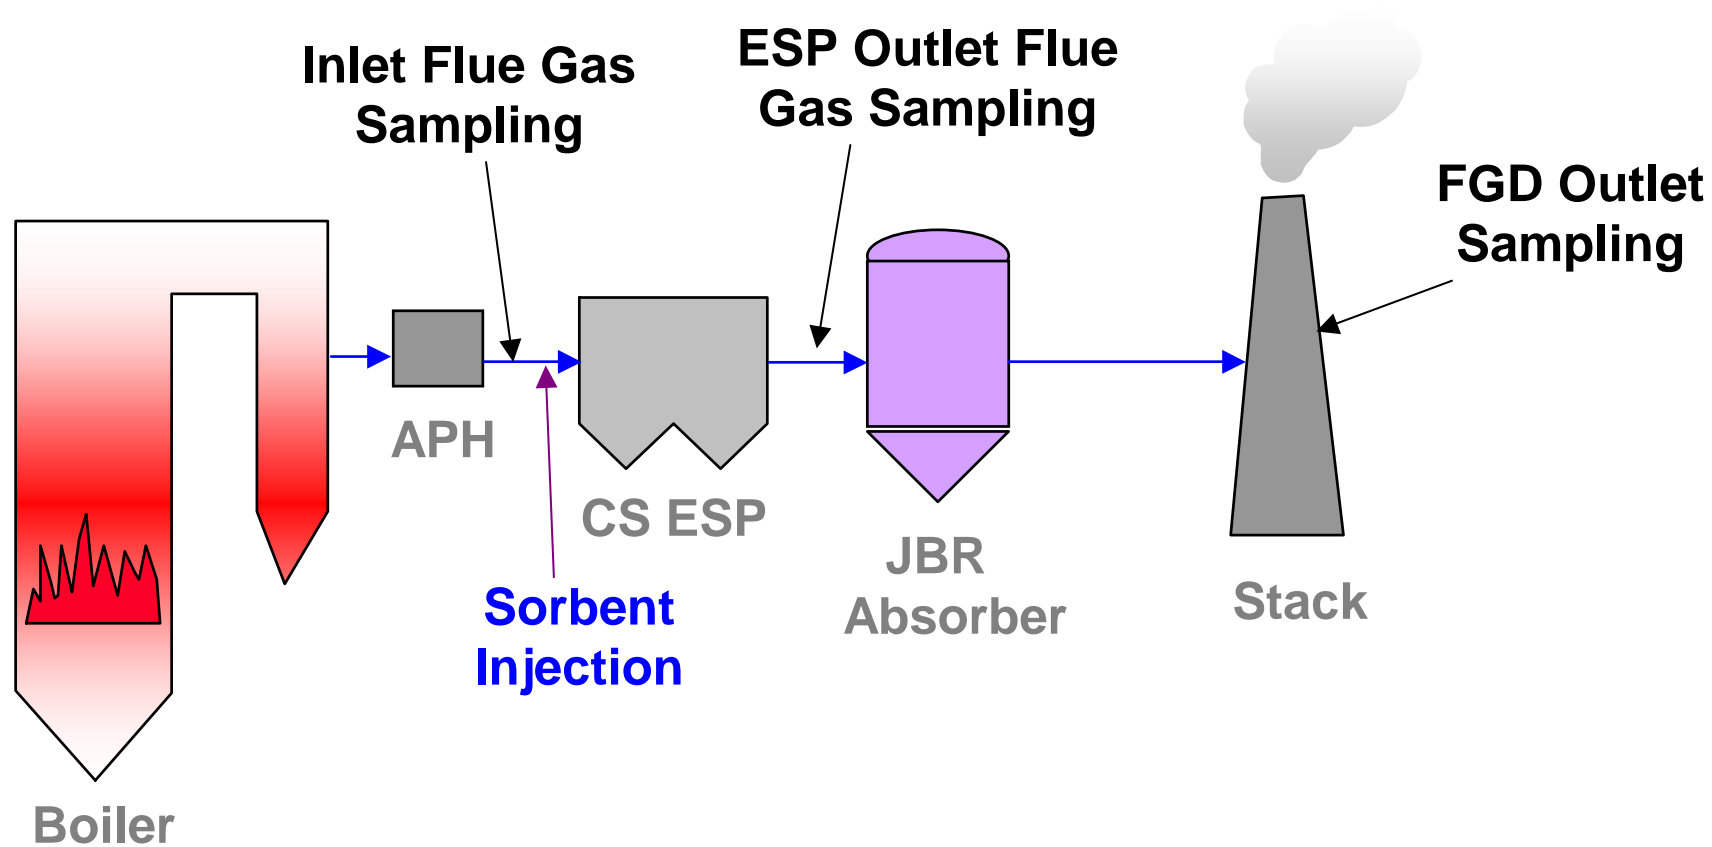 Inlet Flue Gas
Sampling
ESP Outlet Flue
Gas Sampling
FGD Outlet
Sampling
APH
CS ESP
JBR
Absorber
Stack
Sorbent
Injection
Boiler